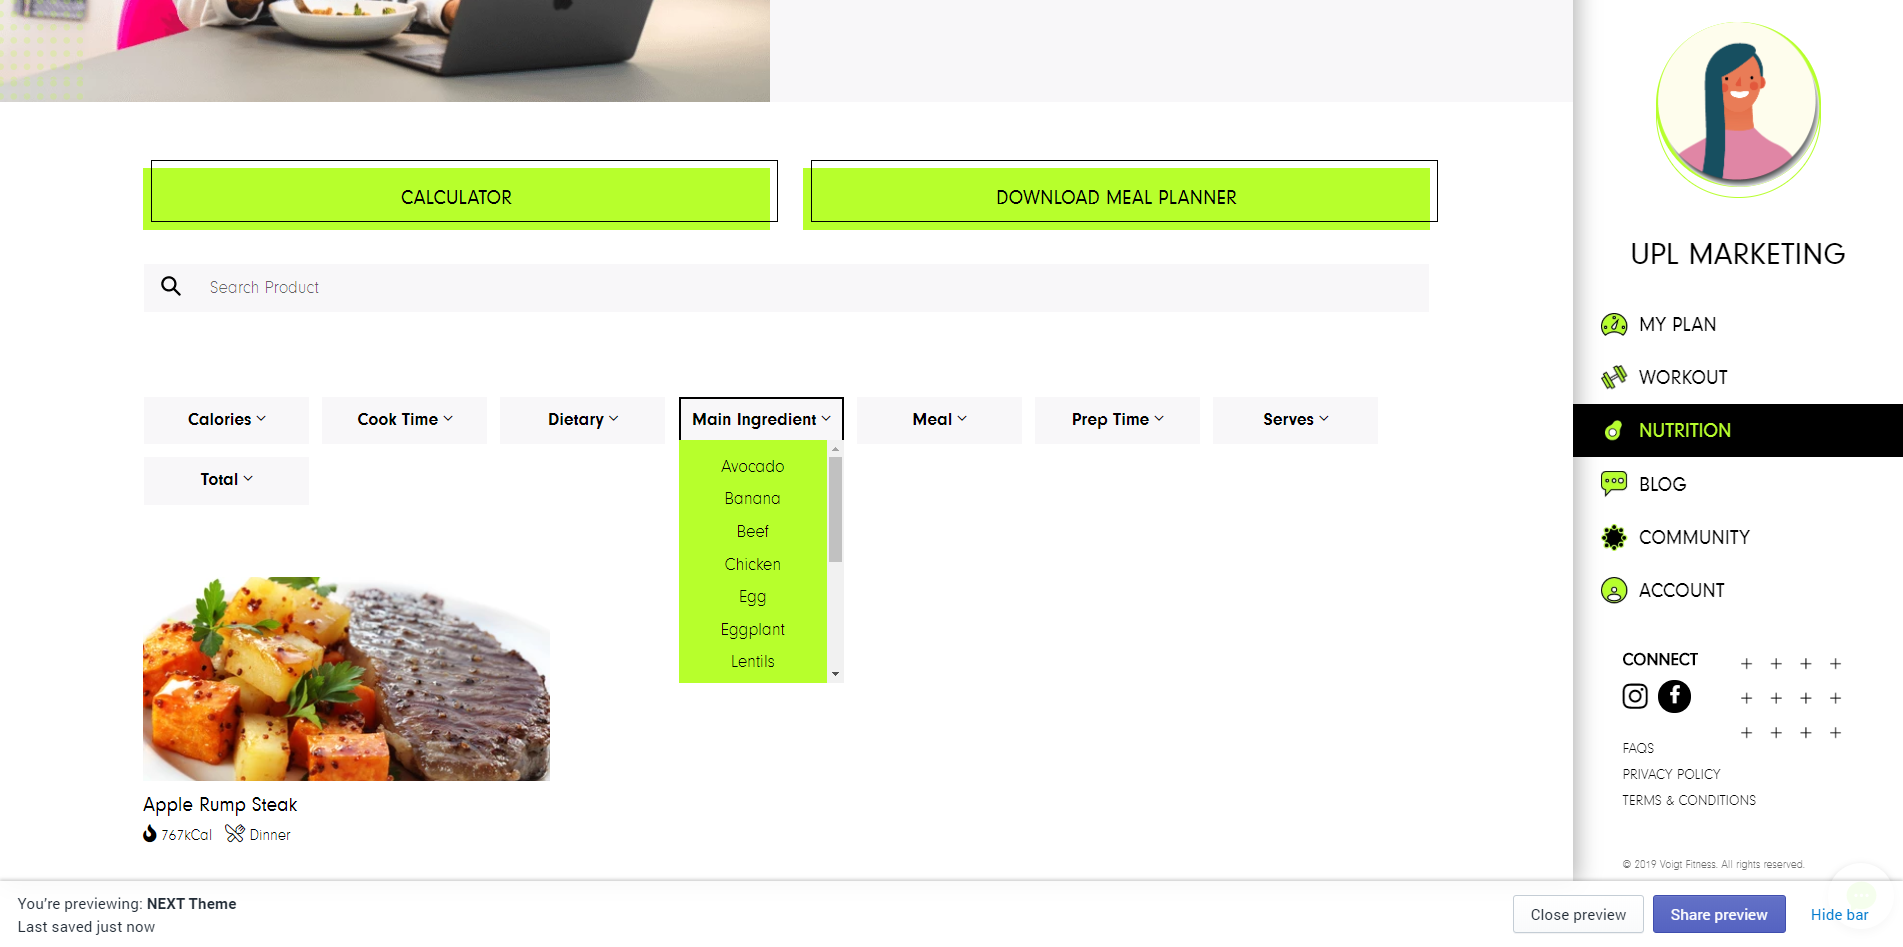 CALCULATOR
DOWNLOAD MEAL PLANNER
Search Product
Calories
Cook Time
Dietary
Main Ingredient
Meal
Prep Time
Serves
Total
Avocado
Banana
Beef
Chicken
Egg
Eggplant
Lentils
Apple Rump Steak
767kCal
Dinner
UPL MARKETING
MY PLAN
WORKOUT
NUTRITION
BLOG
COMMUNITY
ACCOUNT
CONNECT
FAQS
PRIVACY POLICY
TERMS & CONDITIONS
© 2019 Voigt Fitness. All rights reserved.
You're previewing: NEXT Theme
Last saved just now
Close preview
Share preview
Hide bar